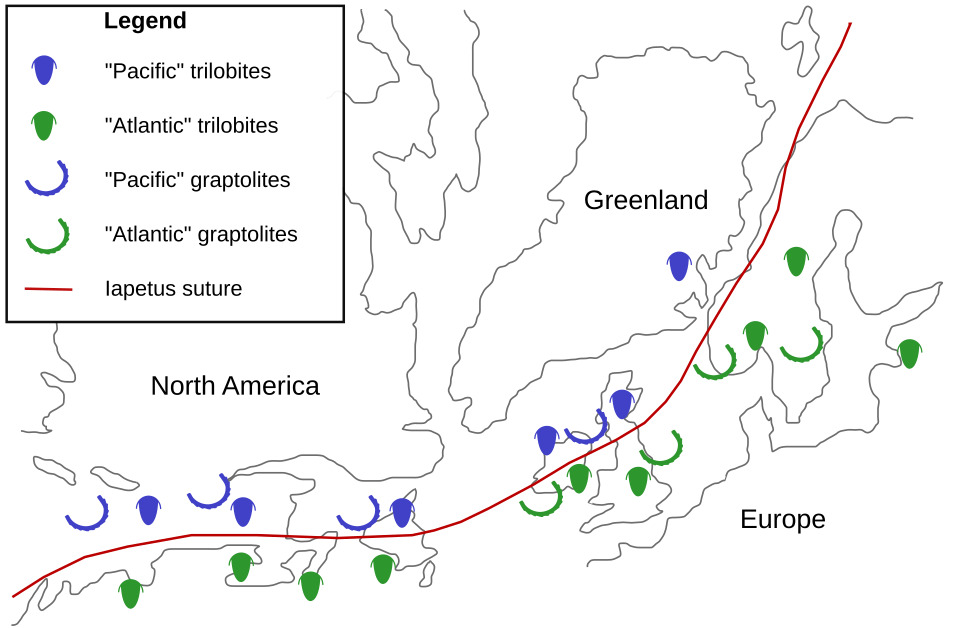 Legend
"Pacific" trilobites
"Atlantic" trilobites
"Pacific" graptolites
"Atlantic" graptolites
Iapetus suture
Greenland
North America
Europe